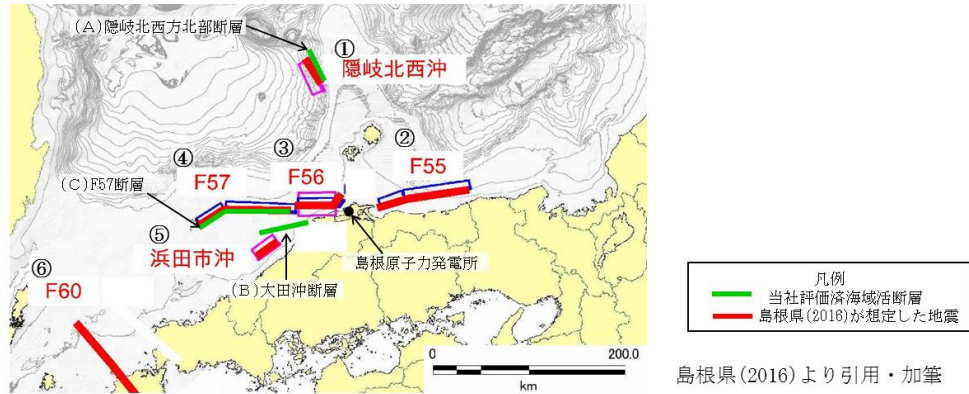 (A)隠岐北西方北部断層
①
隠岐北西沖
②
F55
③
F56
④
F57
(C)F57断層
⑤
浜田市沖
(B)大田沖断層
島根原子力発電所
⑥
F60
0 200.0
km
凡例
当社評価済海域活断層
島根県(2016)が想定した地震
島根県(2016)より引用・加筆